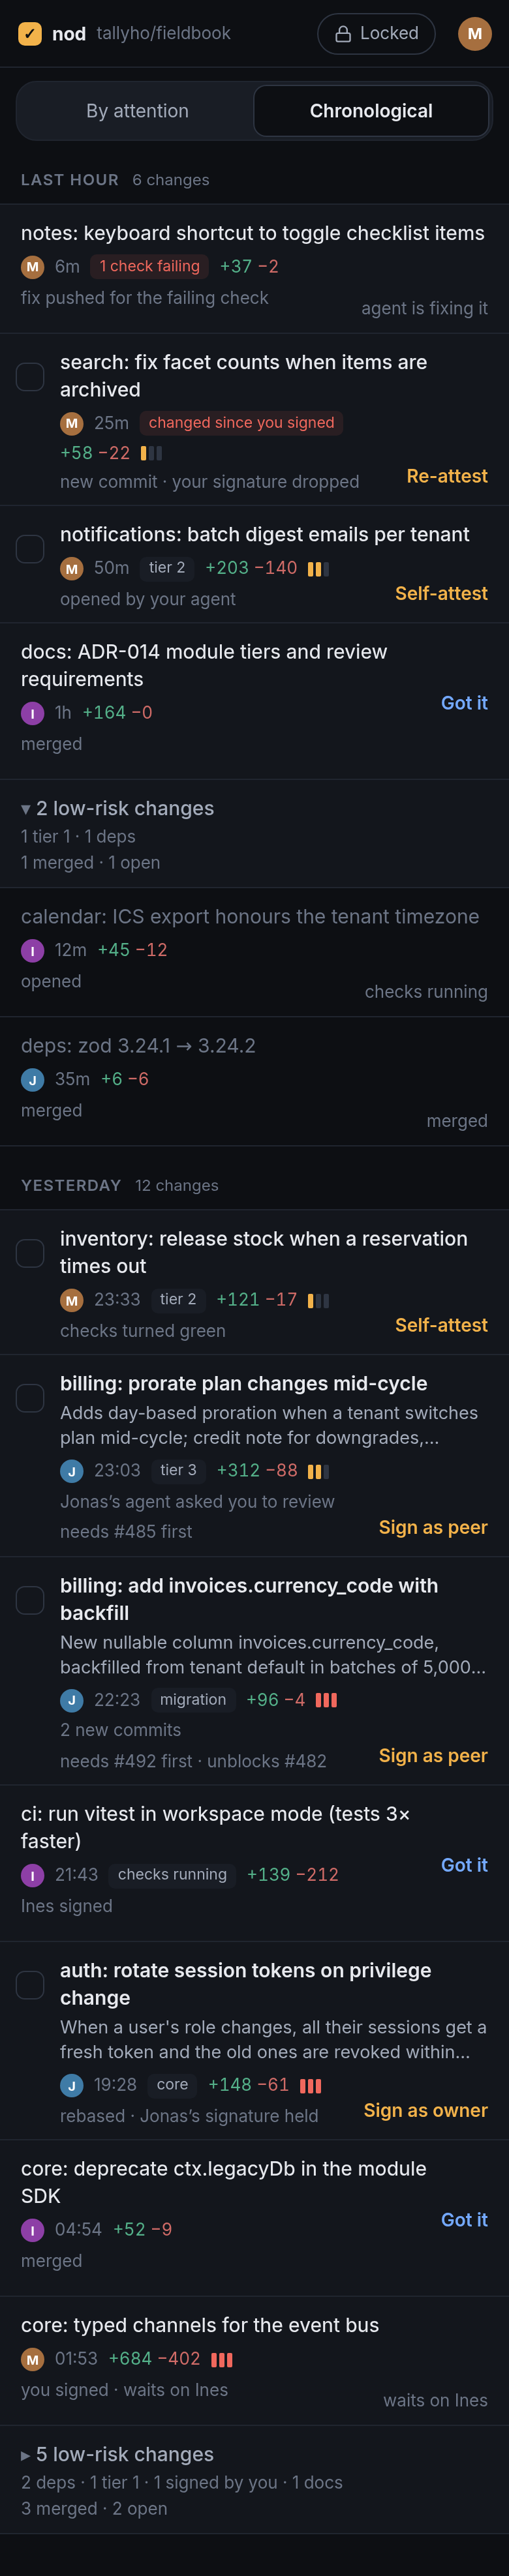 ✓ nod tallyho/fieldbook Locked M
By attention Chronological
LAST HOUR 6 changes
notes: keyboard shortcut to toggle checklist items
M 6m 1 check failing +37 −2
fix pushed for the failing check
agent is fixing it
search: fix facet counts when items are
archived
M 25m changed since you signed
+58 −22
new commit · your signature dropped
Re-attest
notifications: batch digest emails per tenant
M 50m tier 2 +203 −140
opened by your agent
Self-attest
docs: ADR-014 module tiers and review
requirements
Got it
I 1h +164 −0
merged
▾ 2 low-risk changes
1 tier 1 · 1 deps
1 merged · 1 open
calendar: ICS export honours the tenant timezone
I 12m +45 −12
opened
checks running
deps: zod 3.24.1 → 3.24.2
J 35m +6 −6
merged
merged
YESTERDAY 12 changes
inventory: release stock when a reservation
times out
M 23:33 tier 2 +121 −17
checks turned green
Self-attest
billing: prorate plan changes mid-cycle
Adds day-based proration when a tenant switches
plan mid-cycle; credit note for downgrades,…
J 23:03 tier 3 +312 −88
Jonas’s agent asked you to review
needs #485 first
Sign as peer
billing: add invoices.currency_code with
backfill
New nullable column invoices.currency_code,
backfilled from tenant default in batches of 5,000…
J 22:23 migration +96 −4
2 new commits
needs #492 first · unblocks #482
Sign as peer
ci: run vitest in workspace mode (tests 3×
faster)
Got it
I 21:43 checks running +139 −212
Ines signed
auth: rotate session tokens on privilege
change
When a user's role changes, all their sessions get a
fresh token and the old ones are revoked within…
J 19:28 core +148 −61
rebased · Jonas’s signature held
Sign as owner
core: deprecate ctx.legacyDb in the module
SDK
Got it
I 04:54 +52 −9
merged
core: typed channels for the event bus
M 01:53 +684 −402
you signed · waits on Ines
waits on Ines
▸ 5 low-risk changes
2 deps · 1 tier 1 · 1 signed by you · 1 docs
3 merged · 2 open